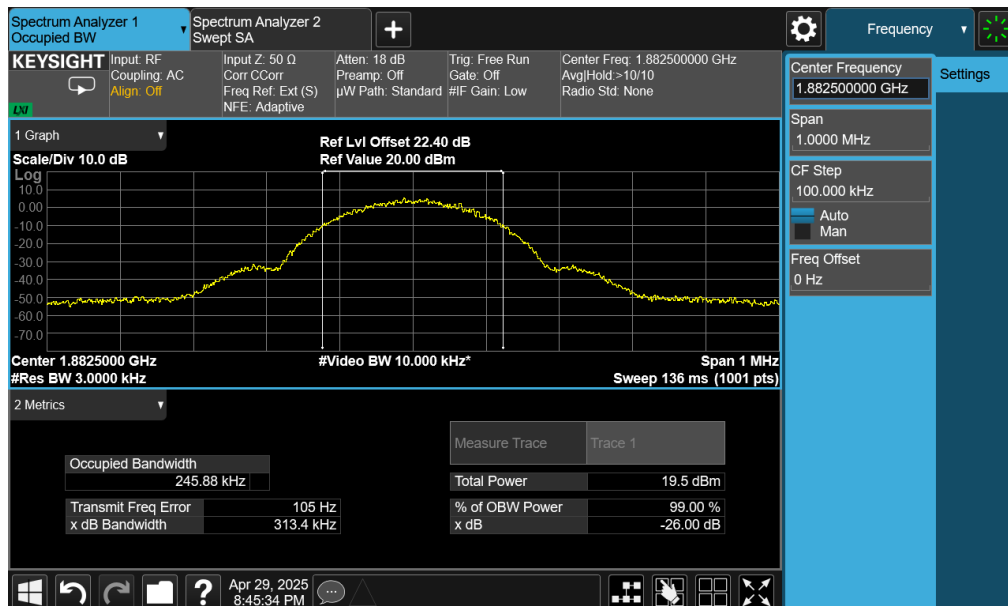 Spectrum Analyzer 1
Occupied BW
Spectrum Analyzer 2
Swept SA
Frequency
KEYSIGHT
LXI
Input: RF
Coupling: AC
Align: Off
Input Z: 50 Ω
Corr CCorr
Freq Ref: Ext (S)
NFE: Adaptive
Atten: 18 dB
Preamp: Off
µW Path: Standard
Trig: Free Run
Gate: Off
#IF Gain: Low
Center Freq: 1.882500000 GHz
Avg|Hold:>10/10
Radio Std: None
Center Frequency
1.882500000 GHz
Settings
Span
1.0000 MHz
CF Step
100.000 kHz
Auto
Man
Freq Offset
0 Hz
1 Graph
Scale/Div 10.0 dB
Ref Lvl Offset 22.40 dB
Ref Value 20.00 dBm
Log
10.0
0.00
-10.0
-20.0
-30.0
-40.0
-50.0
-60.0
-70.0
Center 1.8825000 GHz
#Video BW 10.000 kHz*
Span 1 MHz
#Res BW 3.0000 kHz
Sweep 136 ms (1001 pts)
2 Metrics
Measure Trace
Trace 1
Occupied Bandwidth
245.88 kHz
Total Power
19.5 dBm
Transmit Freq Error
105 Hz
% of OBW Power
99.00 %
x dB Bandwidth
313.4 kHz
x dB
-26.00 dB
?
Apr 29, 2025
8:45:34 PM